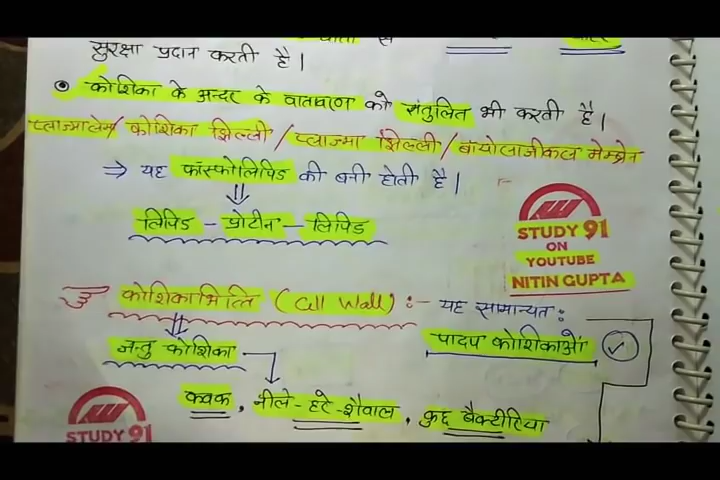 सुरक्षा प्रदान करती है।
कोशिका के अन्दर के वातावरण को संतुलित भी करती है।
प्लाज्मालेमा/कोशिका झिल्ली/प्लाज्मा झिल्ली/बायोलाजीकल मेम्ब्रेन
⇒ यह फॉस्फोलिपिड की बनी होती है।
लिपिड - प्रोटीन - लिपिड
STUDY 91
ON
YOUTUBE
NITIN GUPTA
कोशिकाभित्ति (Cell Wall) :- यह सामान्यत:
पादप कोशिकाओं
जन्तु कोशिका
कवक, नीले-हरे-शैवाल, कुछ बैक्टीरिया
STUDY 91